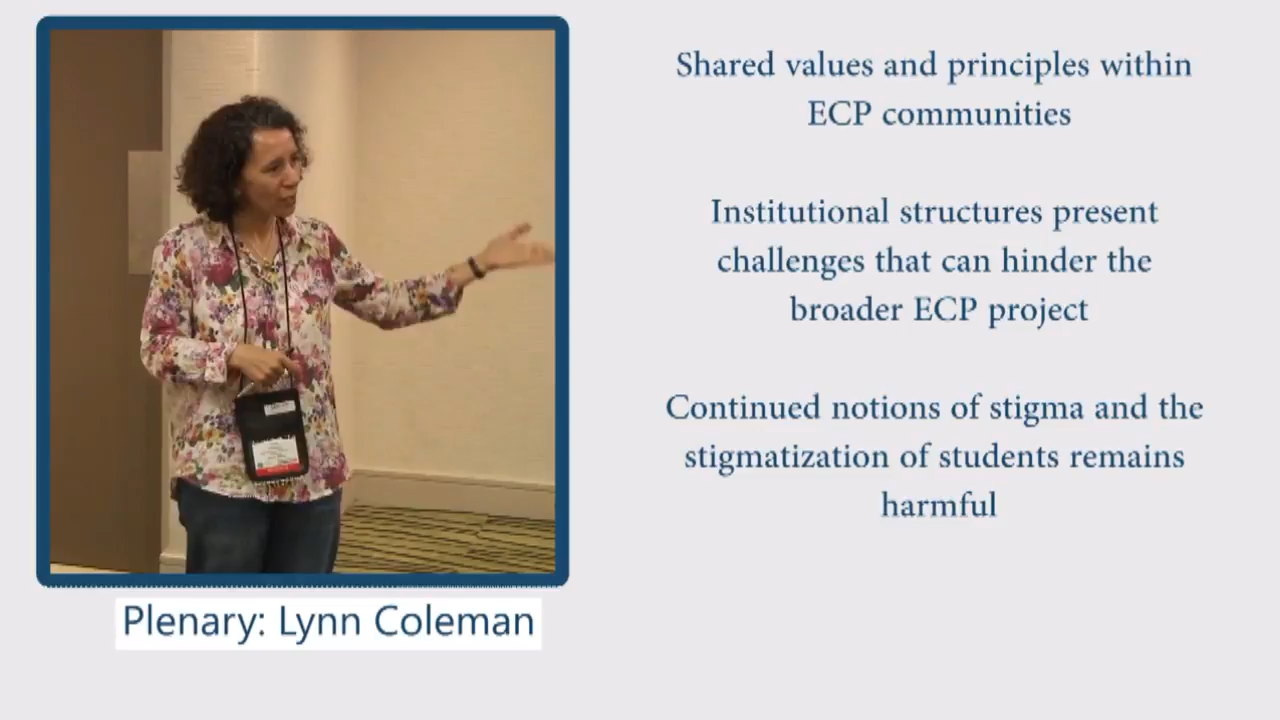 Shared values and principles within
ECP communities
Institutional structures present
challenges that can hinder the
broader ECP project
Continued notions of stigma and the
stigmatization of students remains
harmful
Plenary: Lynn Coleman